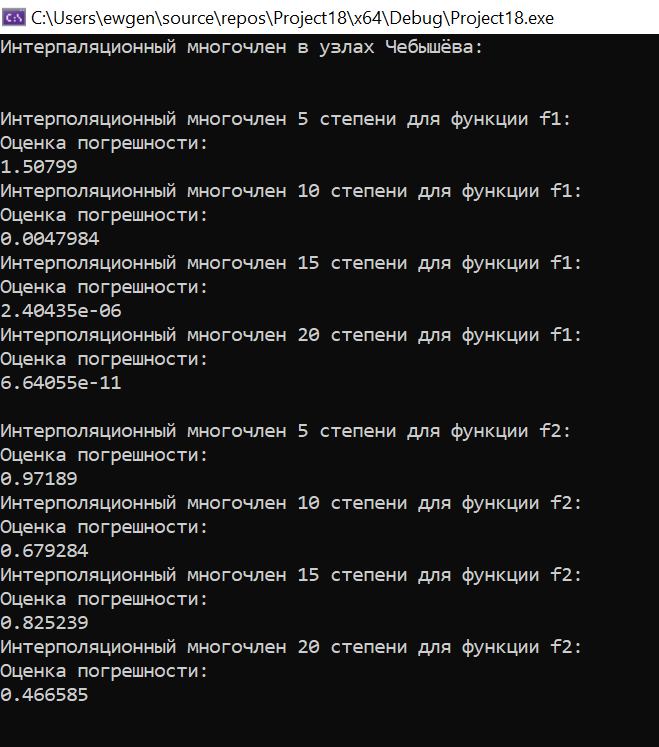 C:\Users\ewgen\source\repos\Project18\x64\Debug\Project18.exe
Интерпаляционный многочлен в узлах Чебышёва:
Интерполяционный многочлен 5 степени для функции f1:
Оценка погрешности:
1.50799
Интерполяционный многочлен 10 степени для функции f1:
Оценка погрешности:
0.0047984
Интерполяционный многочлен 15 степени для функции f1:
Оценка погрешности:
2.40435e-06
Интерполяционный многочлен 20 степени для функции f1:
Оценка погрешности:
6.64055e-11
Интерполяционный многочлен 5 степени для функции f2:
Оценка погрешности:
0.97189
Интерполяционный многочлен 10 степени для функции f2:
Оценка погрешности:
0.679284
Интерполяционный многочлен 15 степени для функции f2:
Оценка погрешности:
0.825239
Интерполяционный многочлен 20 степени для функции f2:
Оценка погрешности:
0.466585